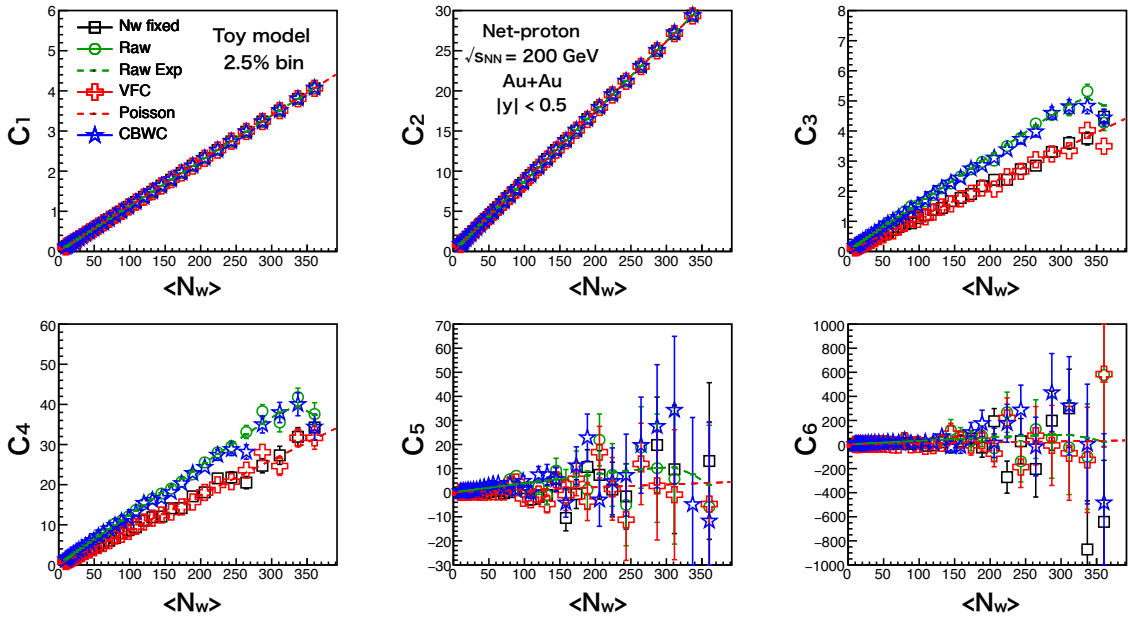 6
5
4
3
2
1
0
C1
Nw fixed
Raw
Raw Exp
VFC
Poisson
CBWC
Toy model
2.5% bin
0 50 100 150 200 250 300 350
<Nw>
30
25
20
15
10
5
0
C2
Net-proton
√sNN = 200 GeV
Au+Au
|y| < 0.5
0 50 100 150 200 250 300 350
<Nw>
8
7
6
5
4
3
2
1
0
C3
0 50 100 150 200 250 300 350
<Nw>
60
50
40
30
20
10
0
C4
0 50 100 150 200 250 300 350
<Nw>
70
60
50
40
30
20
10
0
−10
−20
−30
C5
0 50 100 150 200 250 300 350
<Nw>
1000
800
600
400
200
0
−200
−400
−600
−800
−1000
C6
0 50 100 150 200 250 300 350
<Nw>